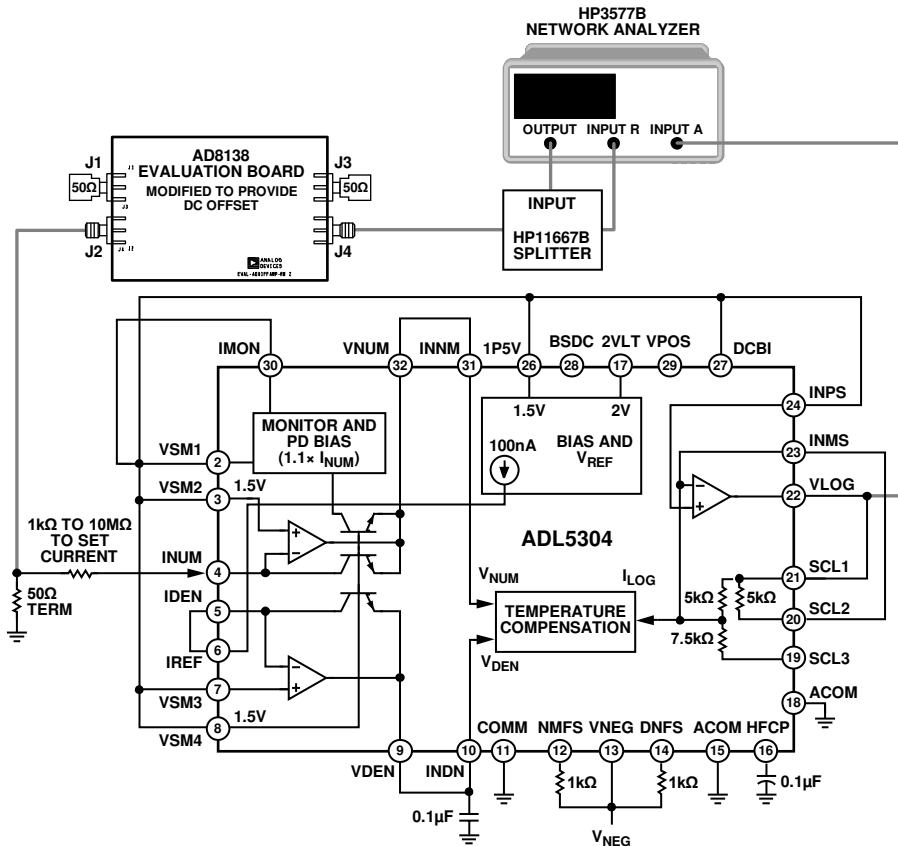 HP3577B
NETWORK ANALYZER
OUTPUT INPUT R INPUT A
AD8138
EVALUATION BOARD
MODIFIED TO PROVIDE
DC OFFSET
J1
J3
50Ω
50Ω
J2
J4
ANALOG
DEVICES
INPUT
HP11667B
SPLITTER
IMON
30
VNUM
32
INNM
31
1P5V
26
BSDC
28
2VLT
17
VPOS
29
DCBI
27
INPS
24
INMS
23
VLOG
22
SCL1
21
SCL2
20
SCL3
19
ACOM
18
MONITOR AND
PD BIAS
(1.1× INUM)
1.5V
2V
100nA
BIAS AND
VREF
VSM1
2
VSM2
3
1.5V
1kΩ TO 10MΩ
TO SET
CURRENT
INUM
4
50Ω
TERM
IDEN
5
IREF
6
VSM3
7
VSM4
8
1.5V
+
−
−
+
−
+
ADL5304
VNUM
ILOG
TEMPERATURE
COMPENSATION
VDEN
5kΩ
5kΩ
7.5kΩ
VDEN
9
INDN
10
COMM
11
NMFS
12
VNEG
13
DNFS
14
ACOM
15
HFCP
16
0.1µF
1kΩ
1kΩ
0.1µF
VNEG